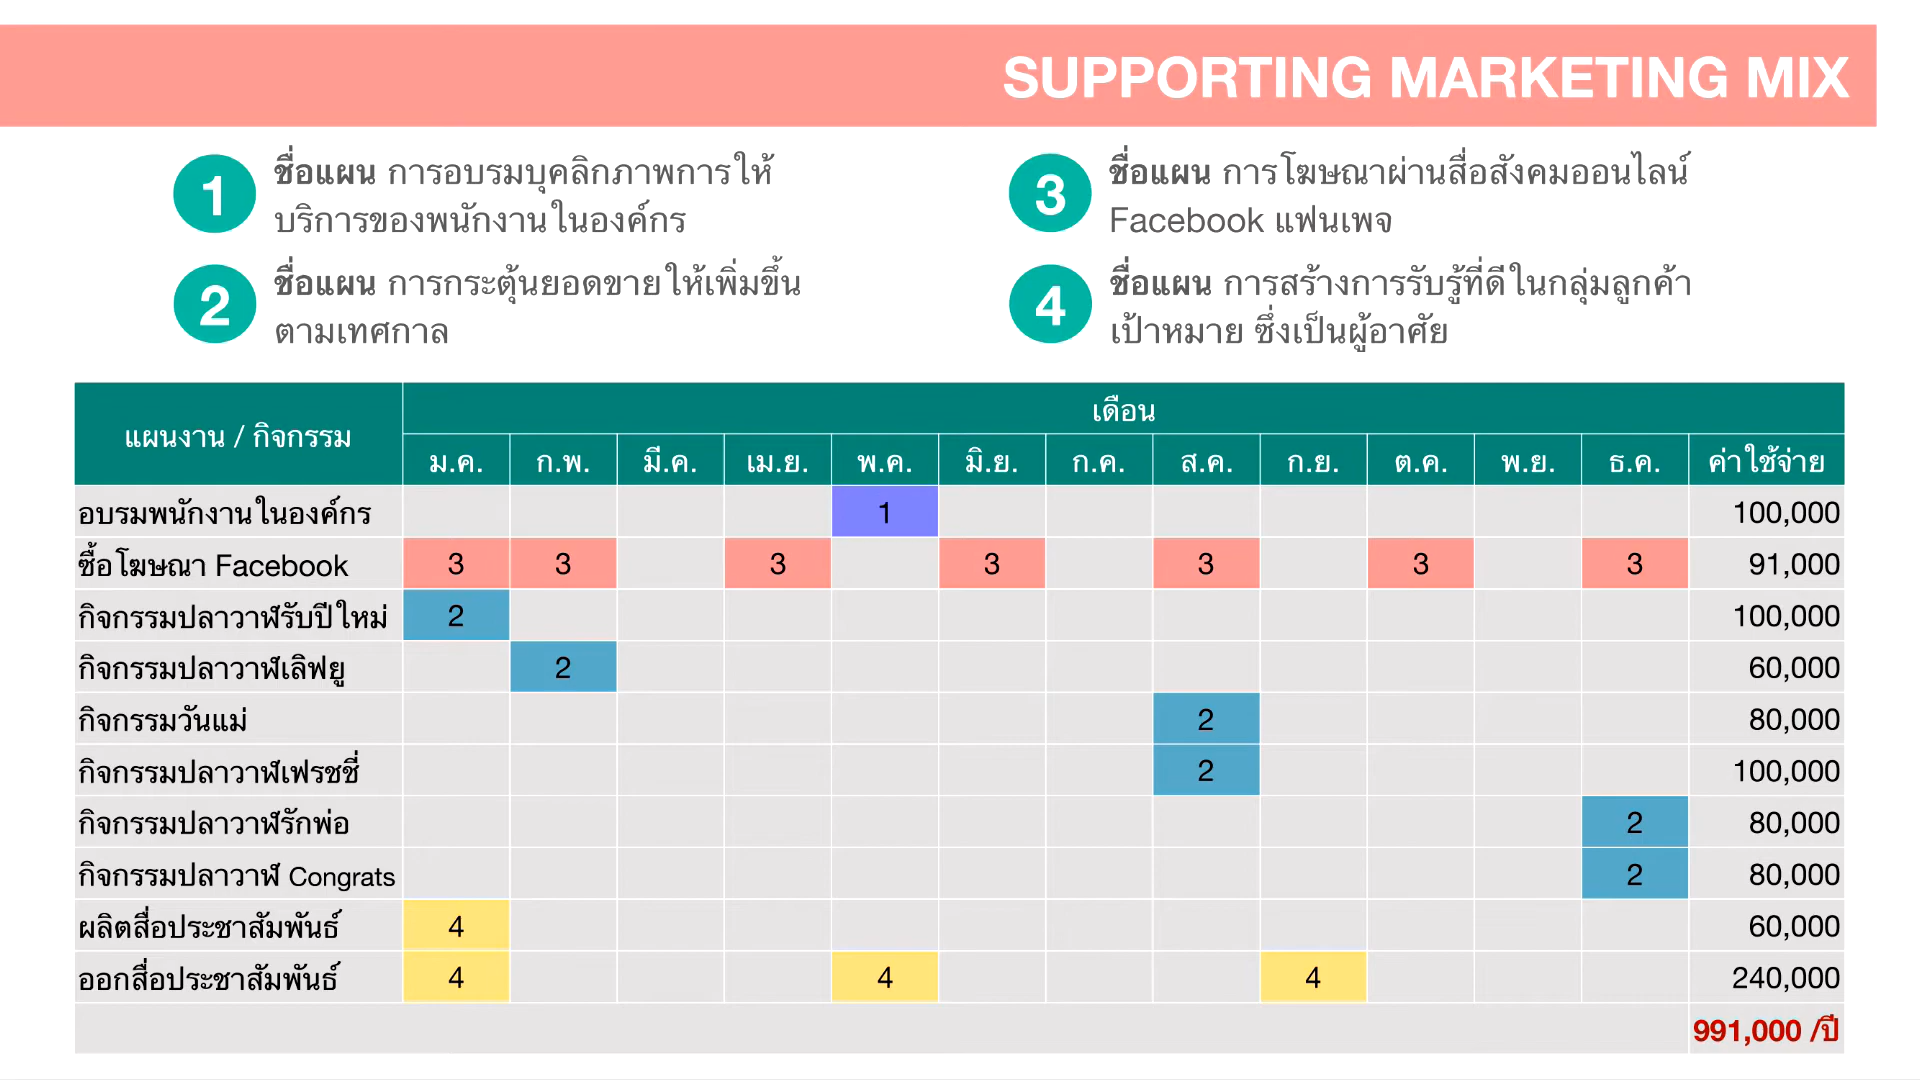 SUPPORTING MARKETING MIX
1
ชื่อแผน การอบรมบุคลิกภาพการให้
บริการของพนักงานในองค์กร
2
ชื่อแผน การกระตุ้นยอดขายให้เพิ่มขึ้น
ตามเทศกาล
3
ชื่อแผน การโฆษณาผ่านสื่อสังคมออนไลน์
Facebook แฟนเพจ
4
ชื่อแผน การสร้างการรับรู้ที่ดีในกลุ่มลูกค้า
เป้าหมาย ซึ่งเป็นผู้อาศัย
แผนงาน / กิจกรรม
เดือน
ม.ค. ก.พ. มี.ค. เม.ย. พ.ค. มิ.ย. ก.ค. ส.ค. ก.ย. ต.ค. พ.ย. ธ.ค. ค่าใช้จ่าย
อบรมพนักงานในองค์กร 1 100,000
ซื้อโฆษณา Facebook 3 3 3 3 3 3 3 91,000
กิจกรรมปลาวาฬรับปีใหม่ 2 100,000
กิจกรรมปลาวาฬเลิฟยู 2 60,000
กิจกรรมวันแม่ 2 80,000
กิจกรรมปลาวาฬเฟรชชี่ 2 100,000
กิจกรรมปลาวาฬรักพ่อ 2 80,000
กิจกรรมปลาวาฬ Congrats 2 80,000
ผลิตสื่อประชาสัมพันธ์ 4 60,000
ออกสื่อประชาสัมพันธ์ 4 4 4 240,000
991,000 /ปี